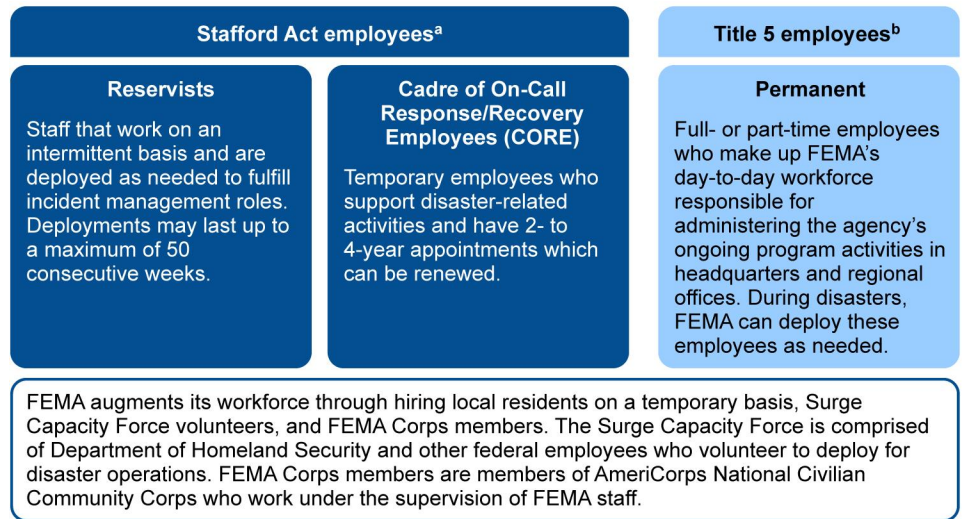 Stafford Act employeesa
Title 5 employeesb
Reservists
Staff that work on an
intermittent basis and are
deployed as needed to fulfill
incident management roles.
Deployments may last up to
a maximum of 50
consecutive weeks.
Cadre of On-Call
Response/Recovery
Employees (CORE)
Temporary employees who
support disaster-related
activities and have 2- to
4-year appointments which
can be renewed.
Permanent
Full- or part-time employees
who make up FEMA’s
day-to-day workforce
responsible for
administering the agency’s
ongoing program activities in
headquarters and regional
offices. During disasters,
FEMA can deploy these
employees as needed.
FEMA augments its workforce through hiring local residents on a temporary basis, Surge
Capacity Force volunteers, and FEMA Corps members. The Surge Capacity Force is comprised
of Department of Homeland Security and other federal employees who volunteer to deploy for
disaster operations. FEMA Corps members are members of AmeriCorps National Civilian
Community Corps who work under the supervision of FEMA staff.